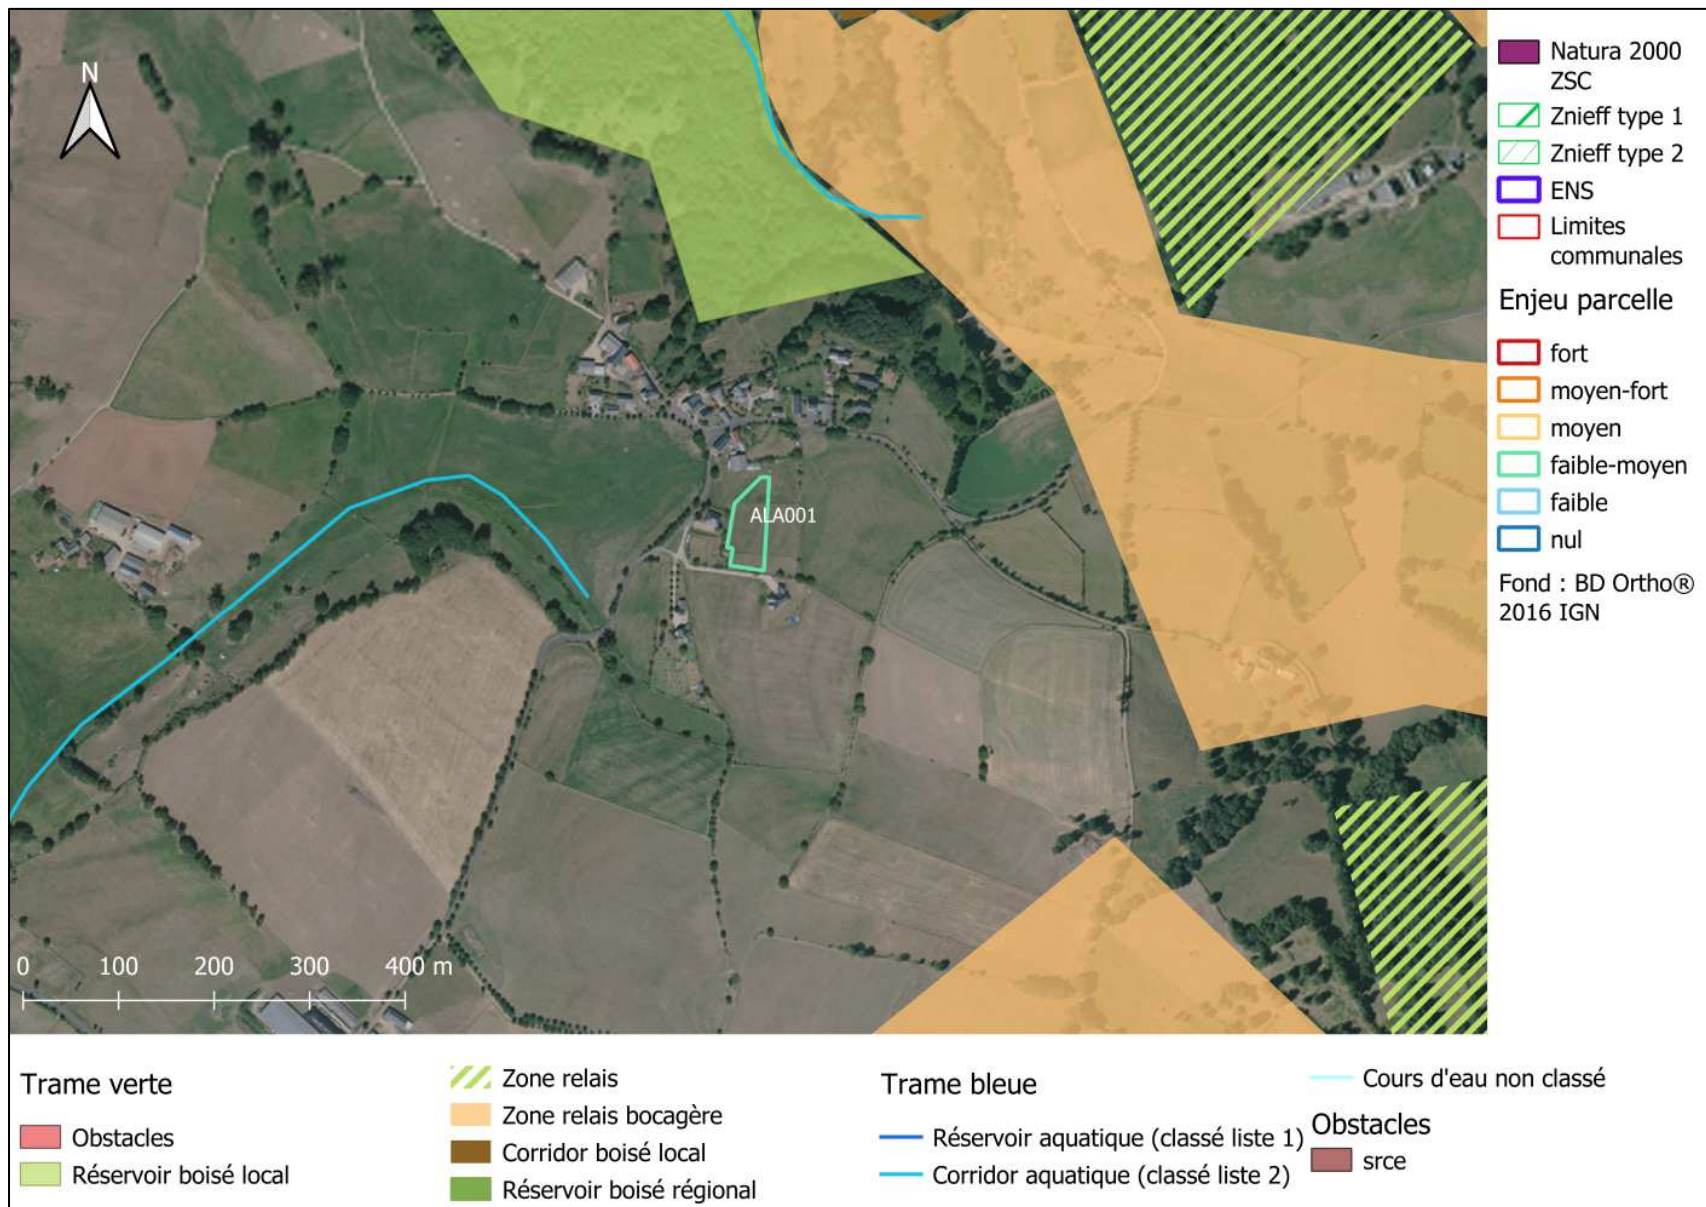 N
ALA001
0 100 200 300 400 m
Natura 2000
ZSC
Znieff type 1
Znieff type 2
ENS
Limites
communales
Enjeu parcelle
fort
moyen-fort
moyen
faible-moyen
faible
nul
Fond : BD Ortho®
2016 IGN
Trame verte
Obstacles
Réservoir boisé local
Zone relais
Zone relais bocagère
Corridor boisé local
Réservoir boisé régional
Trame bleue
Réservoir aquatique (classé liste 1)
Corridor aquatique (classé liste 2)
Cours d'eau non classé
Obstacles
srce